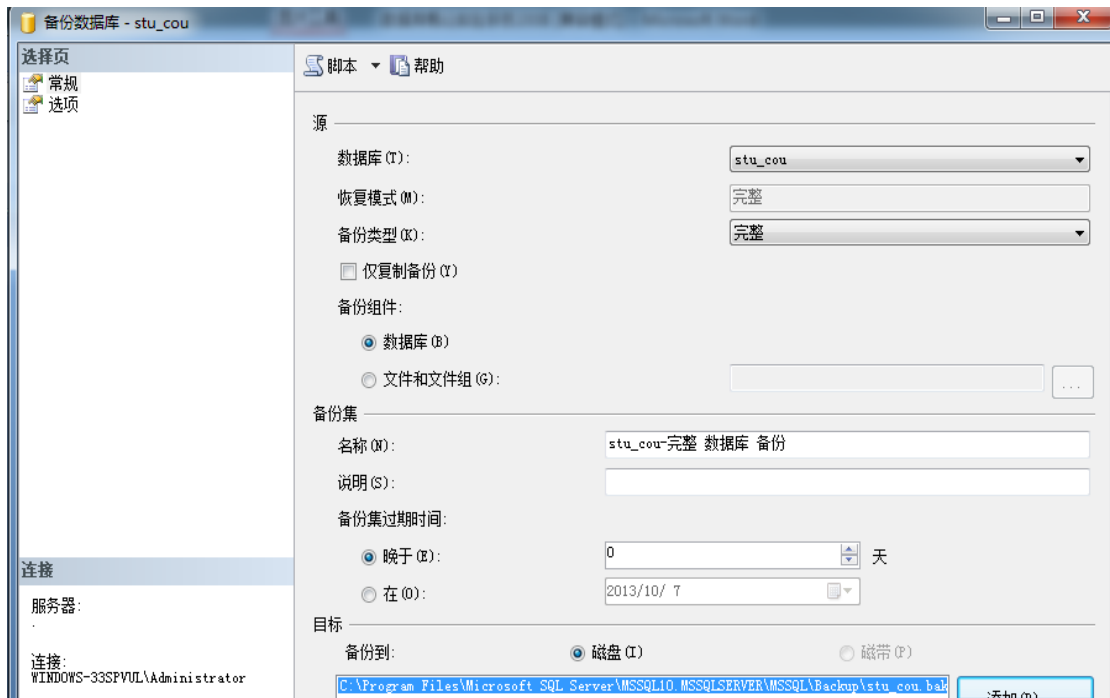 备份数据库 - stu_cou
选择页
常规
选项
脚本 帮助
源
数据库(T): stu_cou
恢复模式(M): 完整
备份类型(K): 完整
仅复制备份(Y)
备份组件:
数据库(B)
文件和文件组(G): ...
备份集
名称(N): stu_cou-完整 数据库 备份
说明(S):
备份集过期时间:
晚于(E): 0 天
在(O): 2013/10/ 7
目标
备份到: 磁盘(I) 磁带(P)
C:\Program Files\Microsoft SQL Server\MSSQL10.MSSQLSERVER\MSSQL\Backup\stu_cou.bak 添加(D)
连接
服务器:
.
连接:
WINDOWS-33SPVUL\Administrator